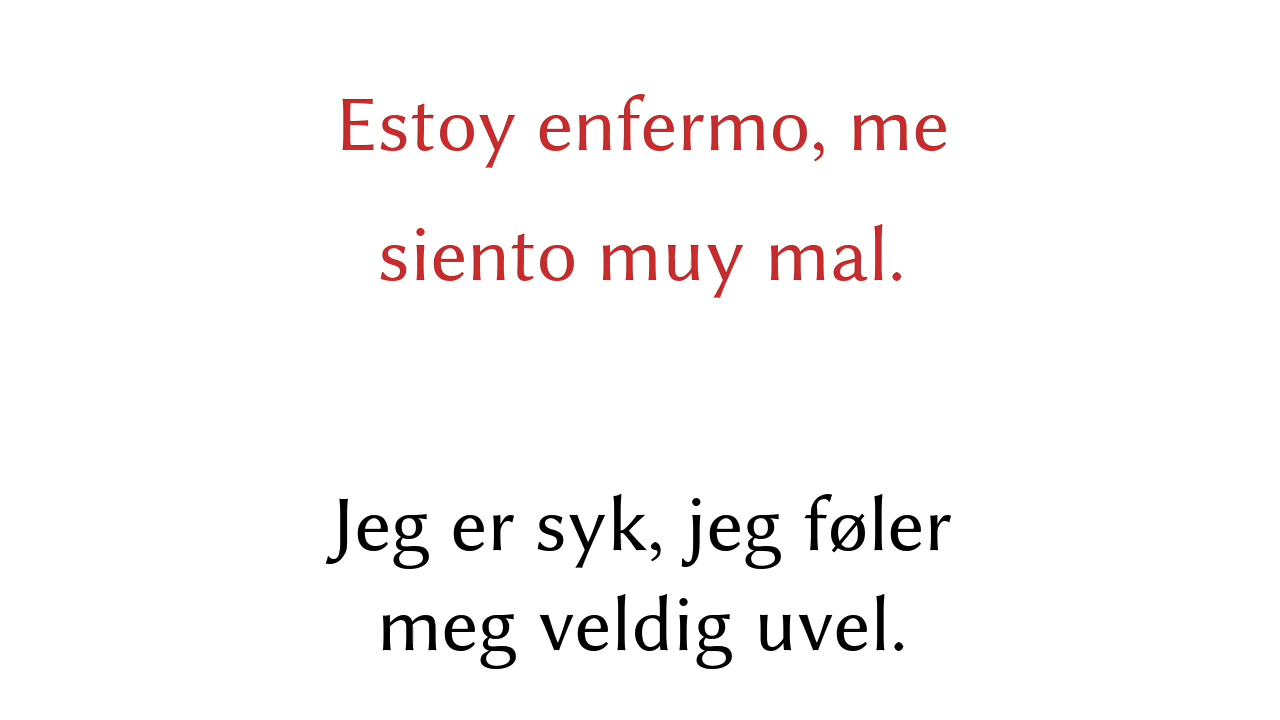 Estoy enfermo, me
siento muy mal.
Jeg er syk, jeg føler
meg veldig uvel.